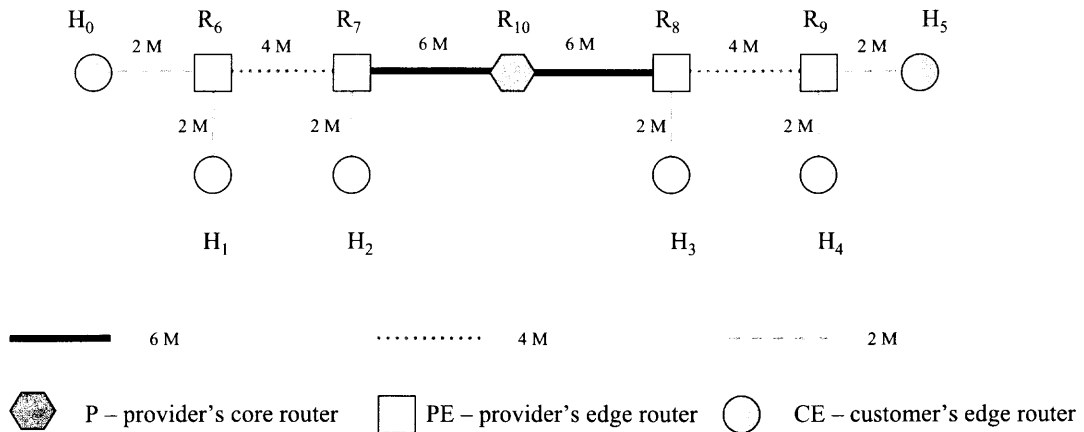 H0 R6 R7 R10 R8 R9 H5
2 M 4 M 6 M 6 M 4 M 2 M
2 M 2 M 2 M 2 M
H1 H2 H3 H4
6 M 4 M 2 M
P – provider's core router PE – provider's edge router CE – customer's edge router